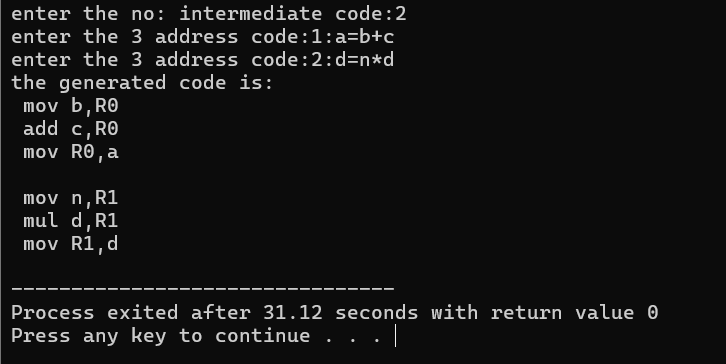 enter the no: intermediate code:2
enter the 3 address code:1:a=b+c
enter the 3 address code:2:d=n*d
the generated code is:
 mov b,R0
 add c,R0
 mov R0,a

 mov n,R1
 mul d,R1
 mov R1,d

--------------------------------
Process exited after 31.12 seconds with return value 0
Press any key to continue . . .